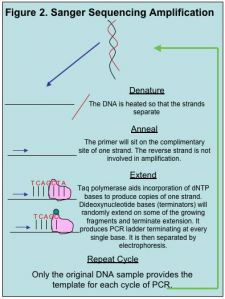 Figure 2. Sanger Sequencing Amplification
Denature
The DNA is heated so that the strands
separate
Anneal
The primer will sit on the complimentary
site of one strand. The reverse strand is not
involved in amplification.
Extend
TCAGCTA
Taq polymerase aids incorporation of dNTP
bases to produce copies of one strand.
Dideoxynucleotide bases (terminators) will
randomly extend on some of the growing
fragments and terminate extension. It
produces PCR ladder terminating at every
single base. It is then separated by
electrophoresis.
TCAG
Repeat Cycle
Only the original DNA sample provides the
template for each cycle of PCR.